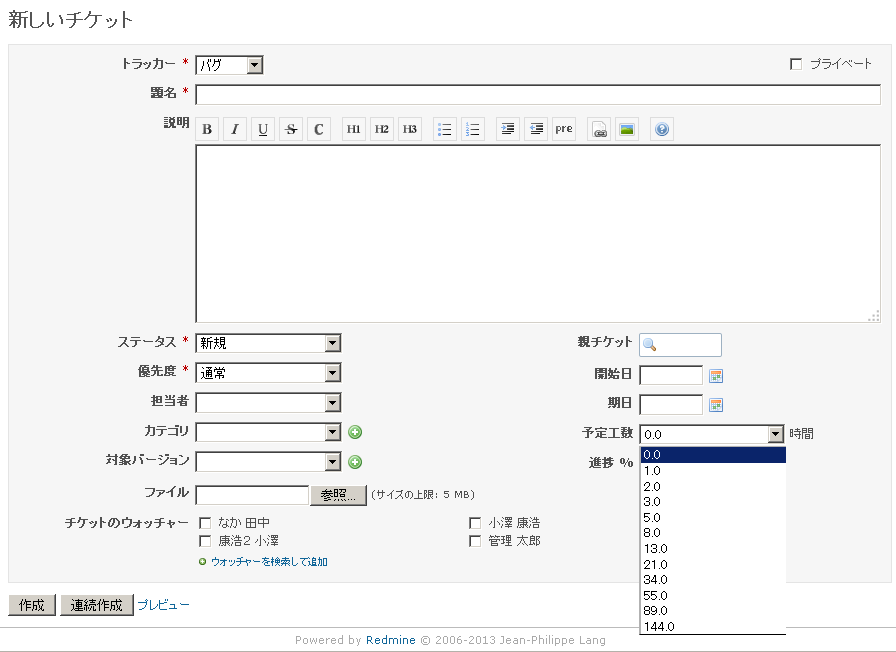 新しいチケット
トラッカー * バグ プライベート
題名 *
説明 B I U S C H1 H2 H3 pre
ステータス * 新規 親チケット
優先度 * 通常 開始日
担当者 期日
カテゴリ 予定工数 0.0 時間
対象バージョン 進捗 %
0.0
1.0
2.0
3.0
5.0
8.0
13.0
21.0
34.0
55.0
89.0
144.0
ファイル 参照... (サイズの上限: 5 MB)
チケットのウォッチャー なか 田中 小澤 康浩
康浩2 小澤 管理 太郎
ウォッチャーを検索して追加
作成 連続作成 プレビュー
Powered by Redmine © 2006-2013 Jean-Philippe Lang